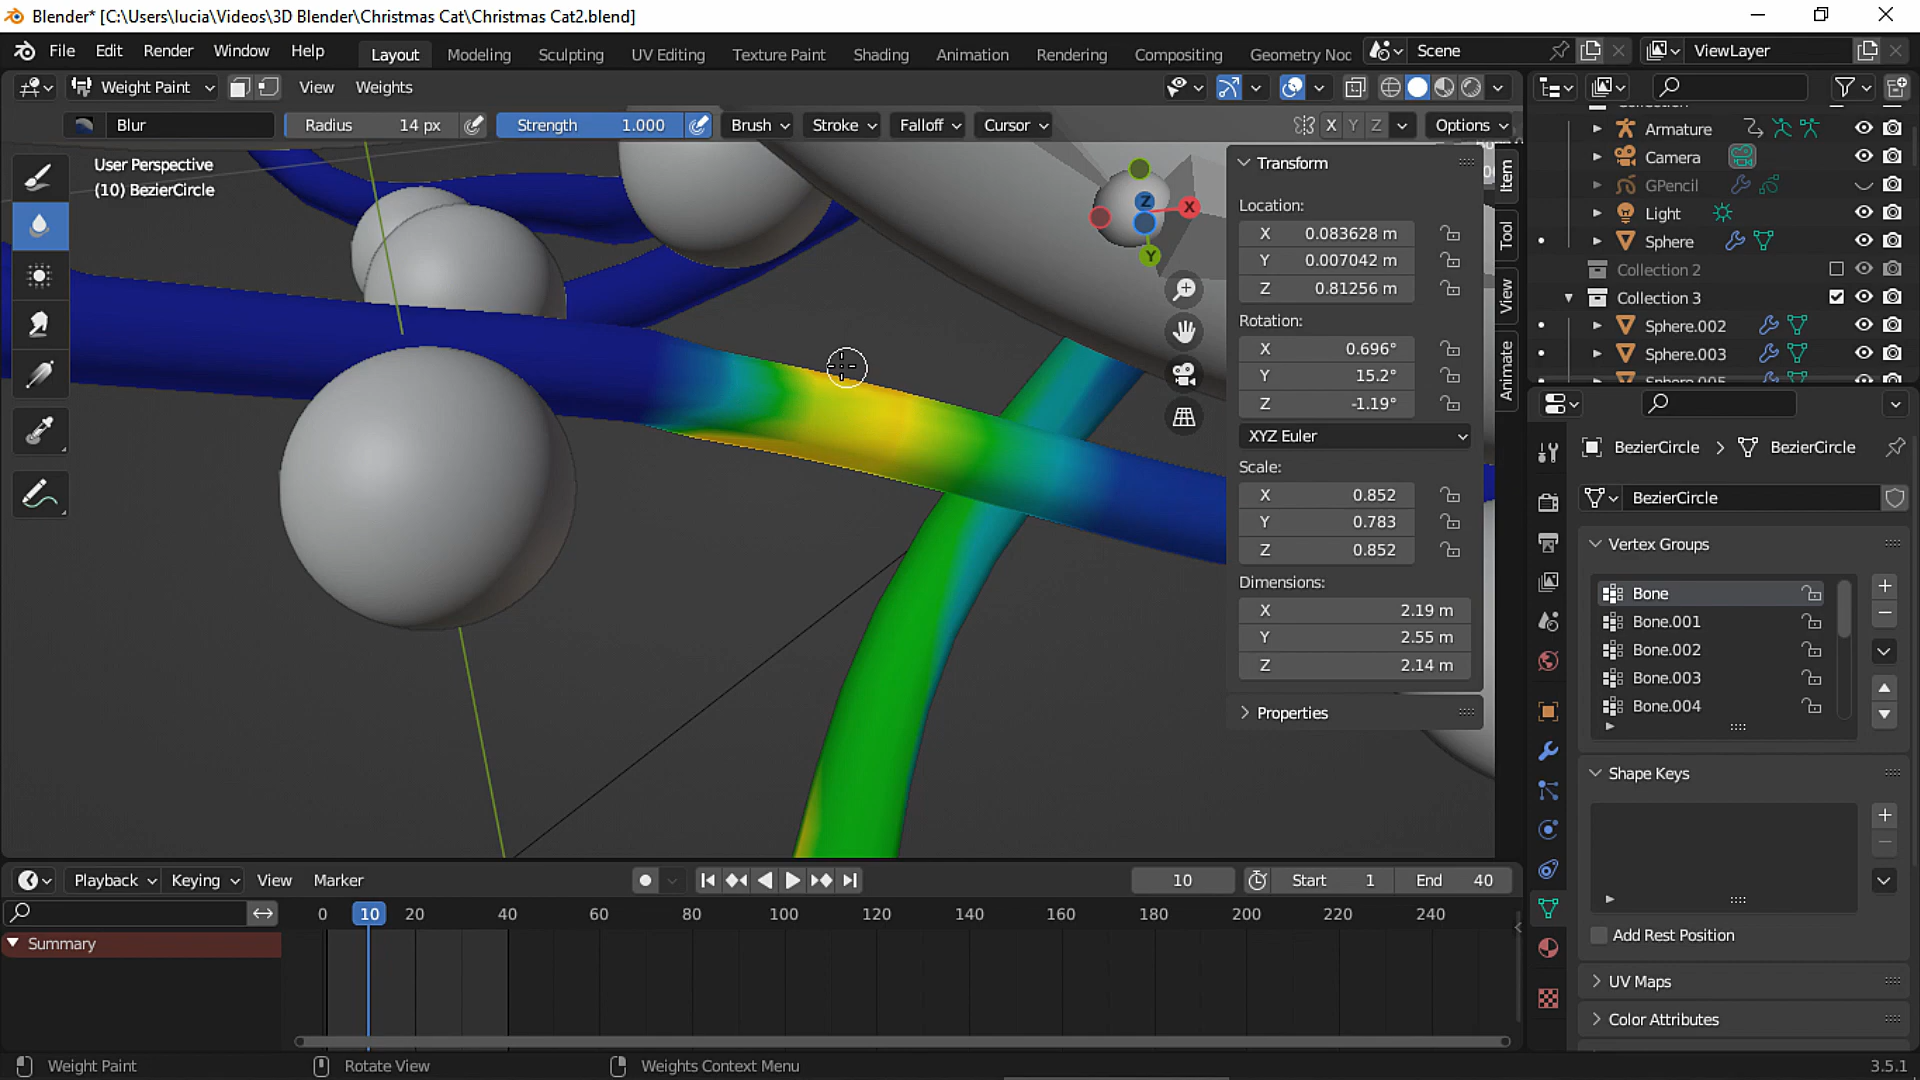 Blender* [C:\Users\lucia\Videos\3D Blender\Christmas Cat\Christmas Cat2.blend]
File Edit Render Window Help Layout Modeling Sculpting UV Editing Texture Paint Shading Animation Rendering Compositing Geometry Noc Scene ViewLayer
Weight Paint View Weights
Blur Radius 14 px Strength 1.000 Brush Stroke Falloff Cursor X Y Z Options
User Perspective
(10) BezierCircle
Z X Y
Transform
Location:
X 0.083628 m
Y 0.007042 m
Z 0.81256 m
Rotation:
X 0.696°
Y 15.2°
Z -1.19°
XYZ Euler
Scale:
X 0.852
Y 0.783
Z 0.852
Dimensions:
X 2.19 m
Y 2.55 m
Z 2.14 m
Properties
Item
Tool
View
Animate
Armature
Camera
GPencil
Light
Sphere
Collection 2
Collection 3
Sphere.002
Sphere.003
Sphere.005
BezierCircle > BezierCircle
BezierCircle
Vertex Groups
Bone
Bone.001
Bone.002
Bone.003
Bone.004
Shape Keys
Add Rest Position
UV Maps
Color Attributes
Playback Keying View Marker 10 Start 1 End 40
0 10 20 40 60 80 100 120 140 160 180 200 220 240
Summary
Weight Paint Rotate View Weights Context Menu 3.5.1